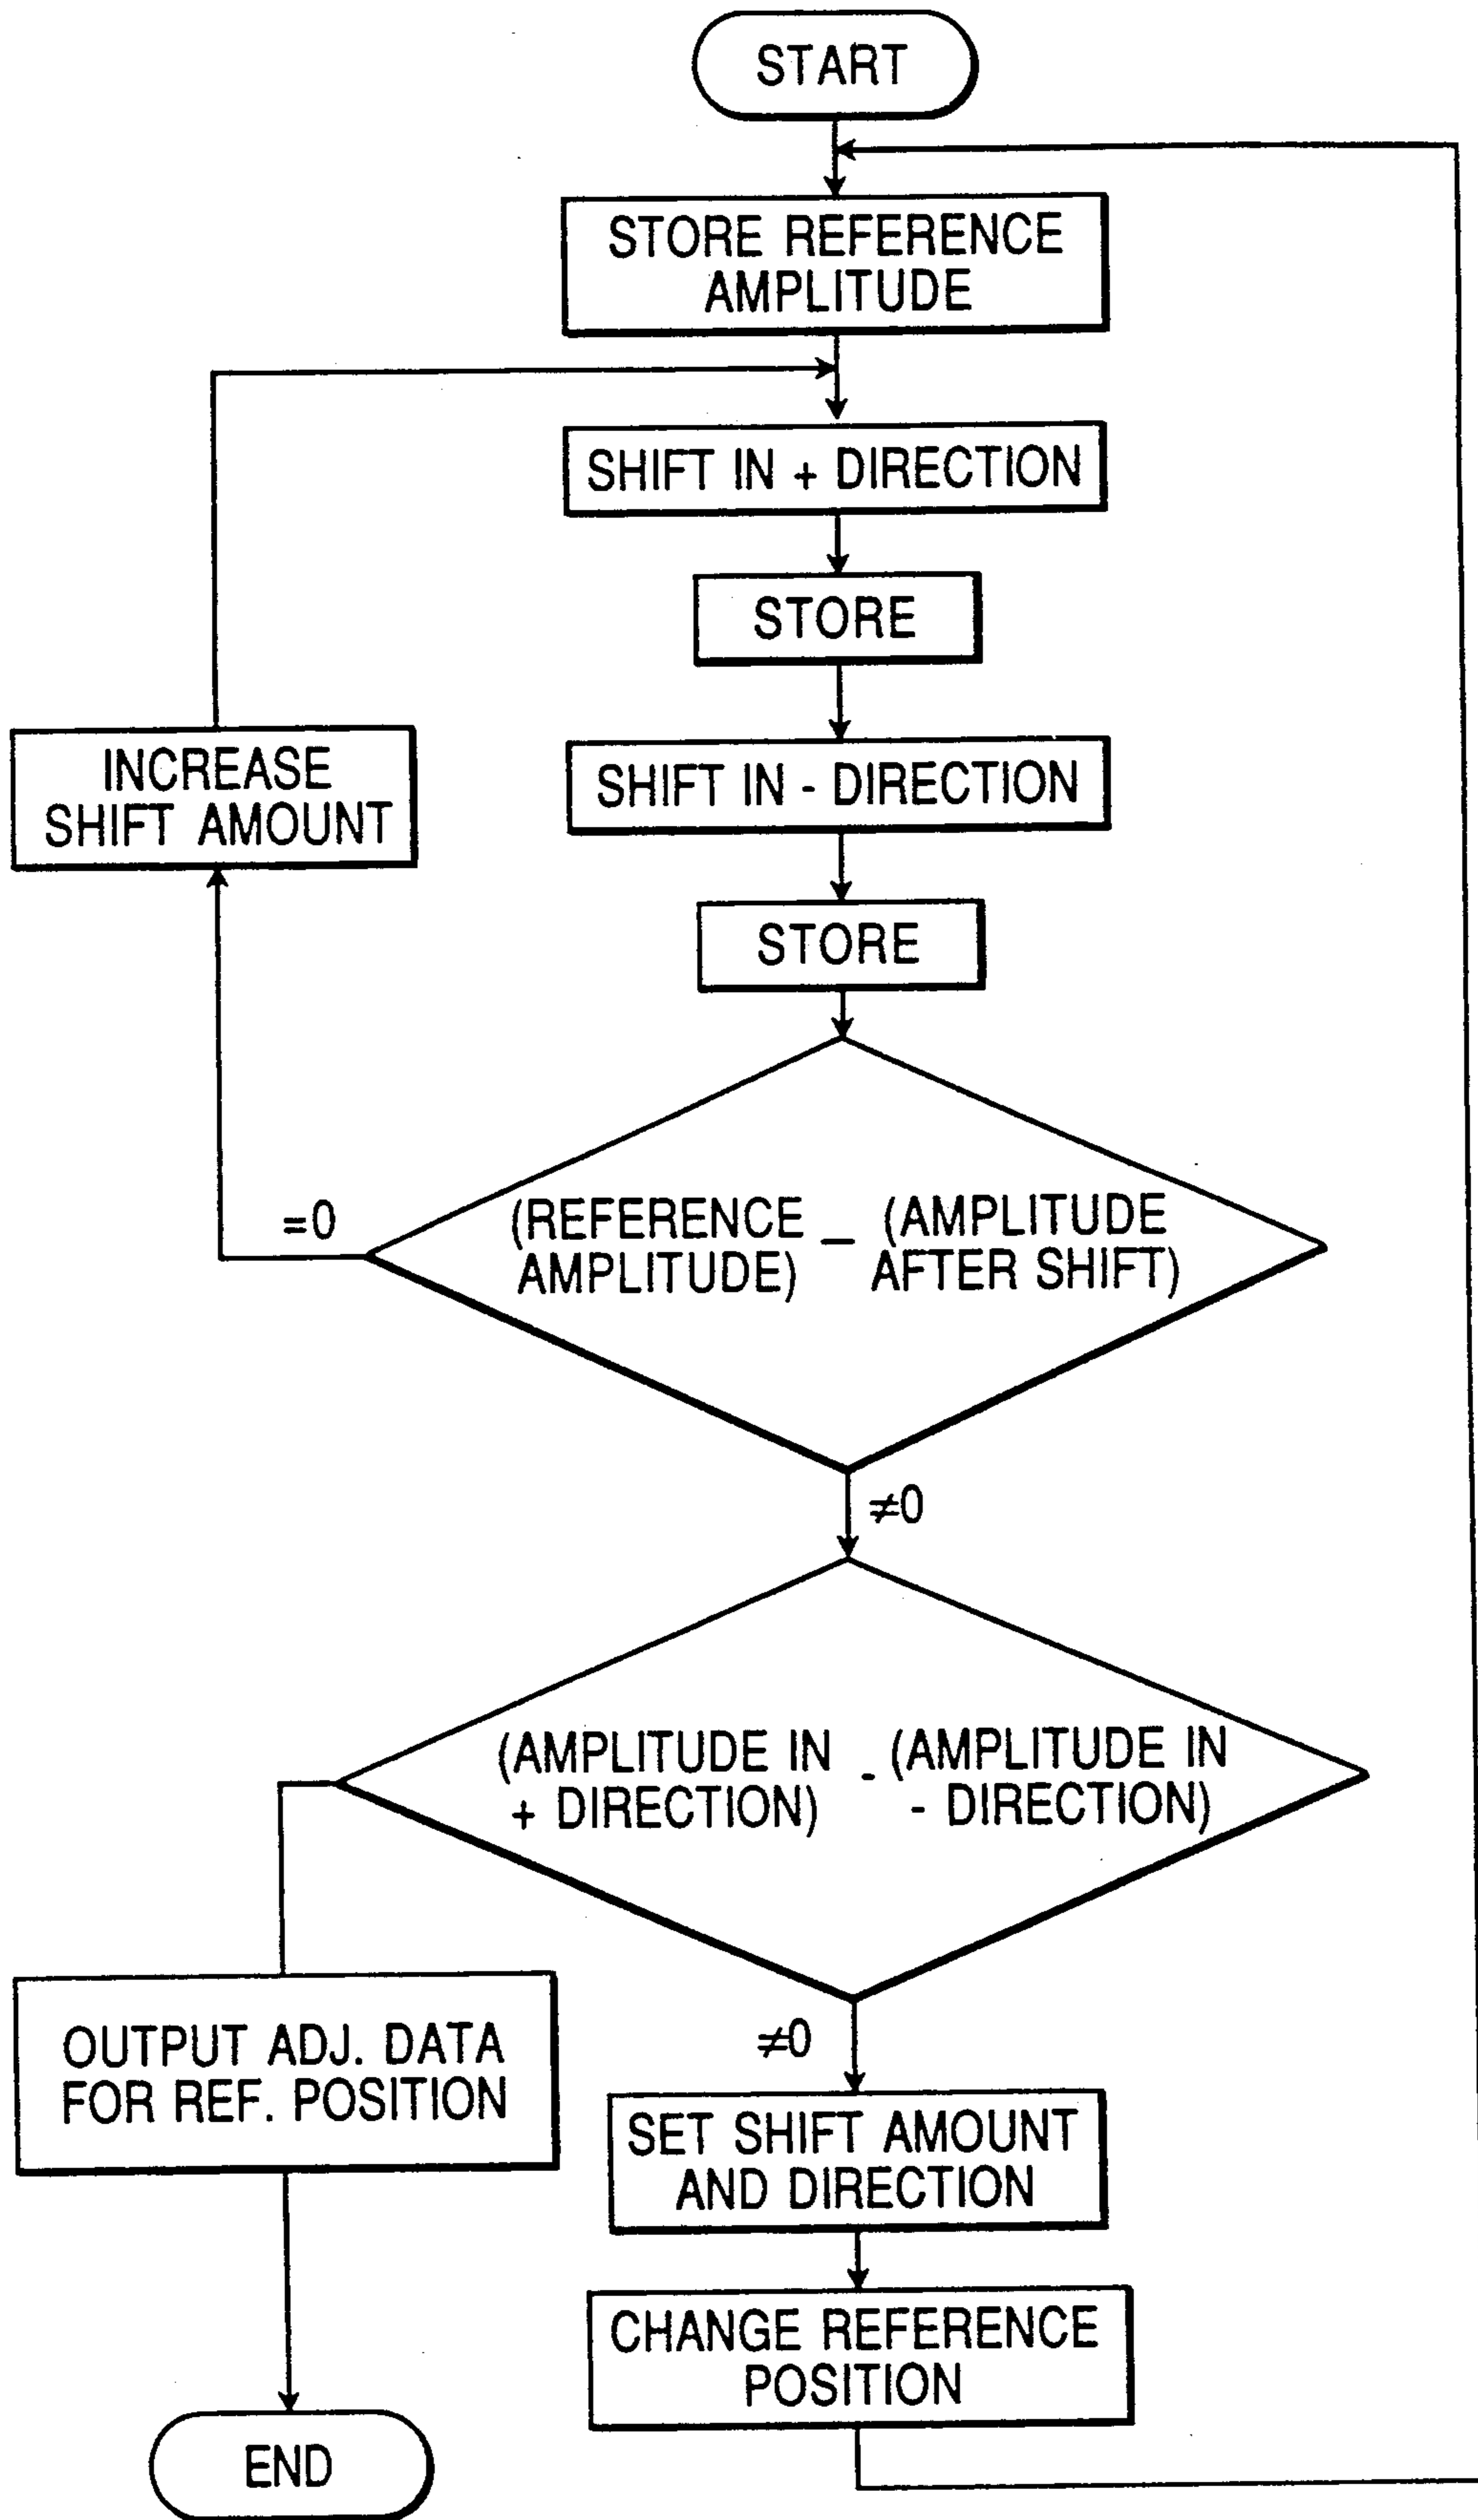 START
STORE REFERENCE
AMPLITUDE
SHIFT IN + DIRECTION
STORE
INCREASE
SHIFT AMOUNT
SHIFT IN - DIRECTION
STORE
=0
(REFERENCE
AMPLITUDE)
—
(AMPLITUDE
AFTER SHIFT)
≠0
(AMPLITUDE IN
+ DIRECTION)
-
(AMPLITUDE IN
- DIRECTION)
≠0
OUTPUT ADJ. DATA
FOR REF. POSITION
SET SHIFT AMOUNT
AND DIRECTION
CHANGE REFERENCE
POSITION
END